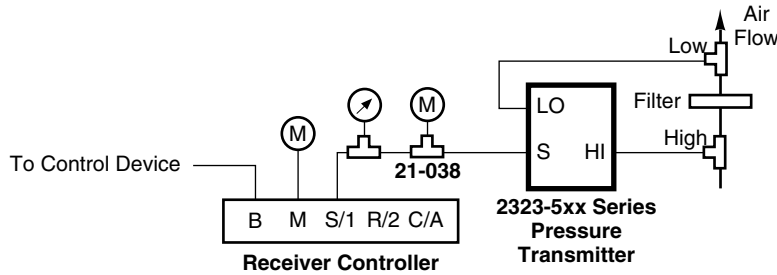 Air
Flow
Low
Filter
High
M
M
LO
S HI
21-038
To Control Device
B M S/1 R/2 C/A
2323-5xx Series
Pressure
Transmitter
Receiver Controller